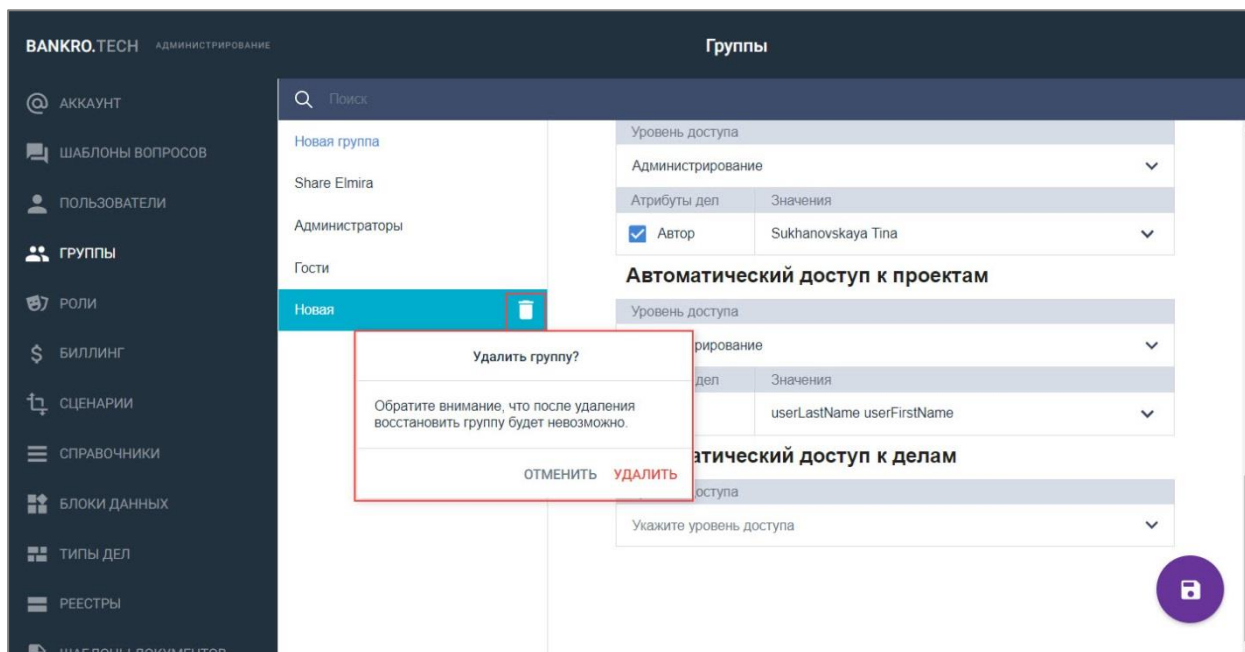 BANKRO.TECH АДМИНИСТРИРОВАНИЕ
Группы
АККАУНТ
ШАБЛОНЫ ВОПРОСОВ
ПОЛЬЗОВАТЕЛИ
ГРУППЫ
РОЛИ
БИЛЛИНГ
СЦЕНАРИИ
СПРАВОЧНИКИ
БЛОКИ ДАННЫХ
ТИПЫ ДЕЛ
РЕЕСТРЫ
ШАБЛОНЫ ДОКУМЕНТОВ
Поиск
Новая группа
Share Elmira
Администраторы
Гости
Новая
Удалить группу?
Обратите внимание, что после удаления
восстановить группу будет невозможно.
ОТМЕНИТЬ УДАЛИТЬ
Уровень доступа
Администрирование
Атрибуты дел Значения
Автор Sukhanovskaya Tina
Автоматический доступ к проектам
Уровень доступа
рирование
дел Значения
userLastName userFirstName
атический доступ к делам
оступа
Укажите уровень доступа